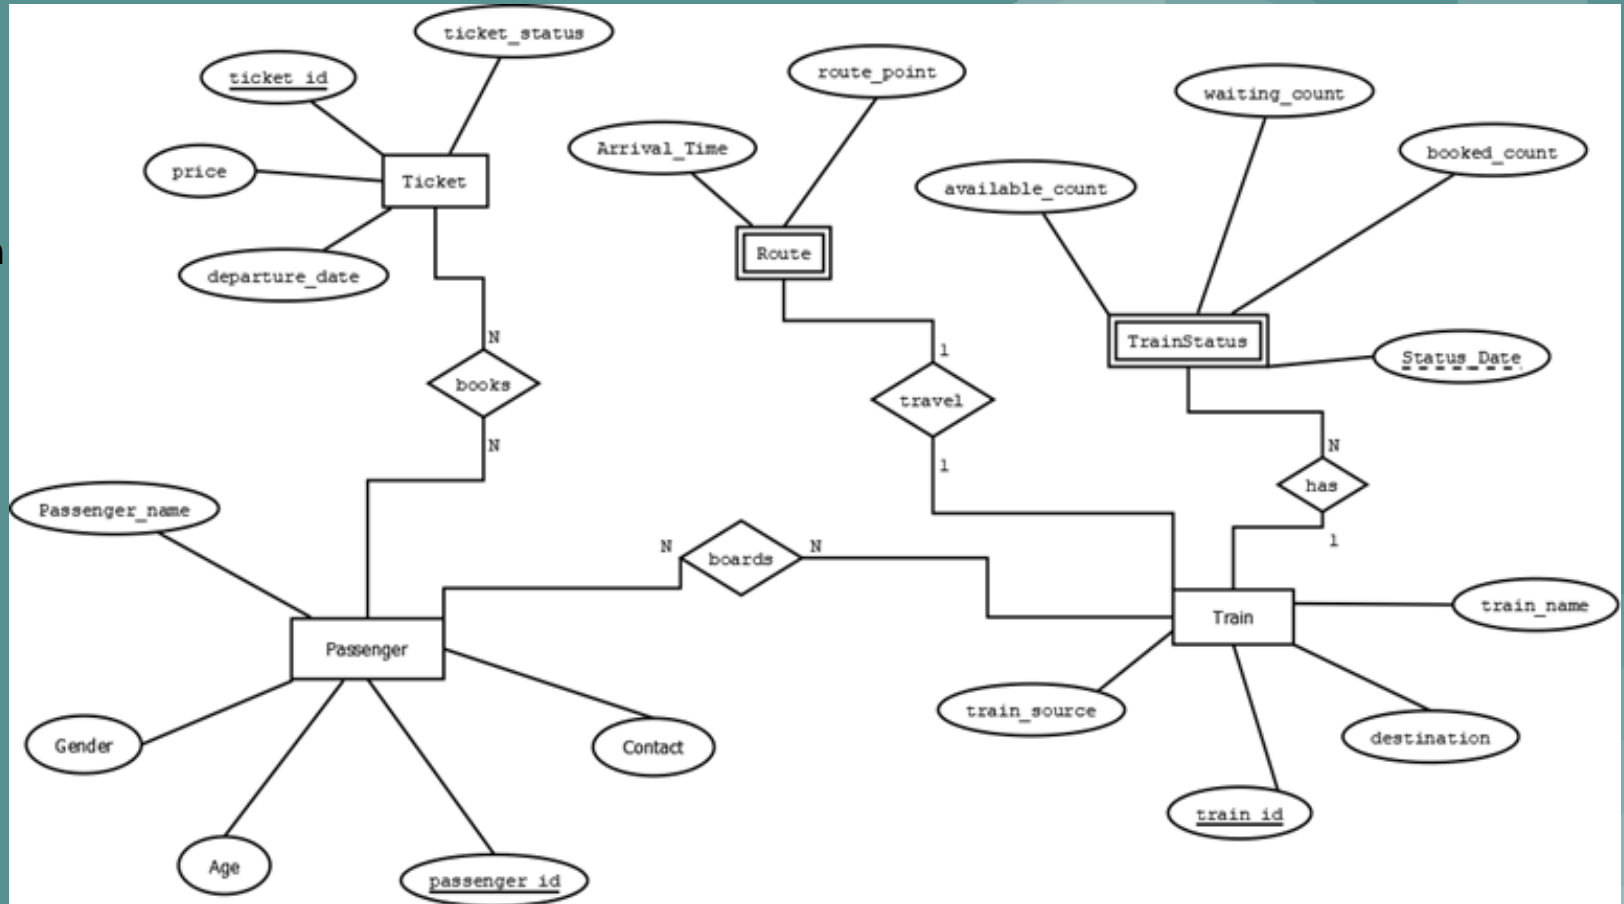 ticket_status
ticket_id
route_point
waiting_count
Arrival_Time
booked_count
price
Ticket
available_count
Route
departure_date
TrainStatus
Status_Date
N
1
books
travel
N
N
1
has
Passenger_name
1
N
boards
N
train_name
Train
Passenger
train_source
destination
Gender
Contact
train_id
Age
passenger_id